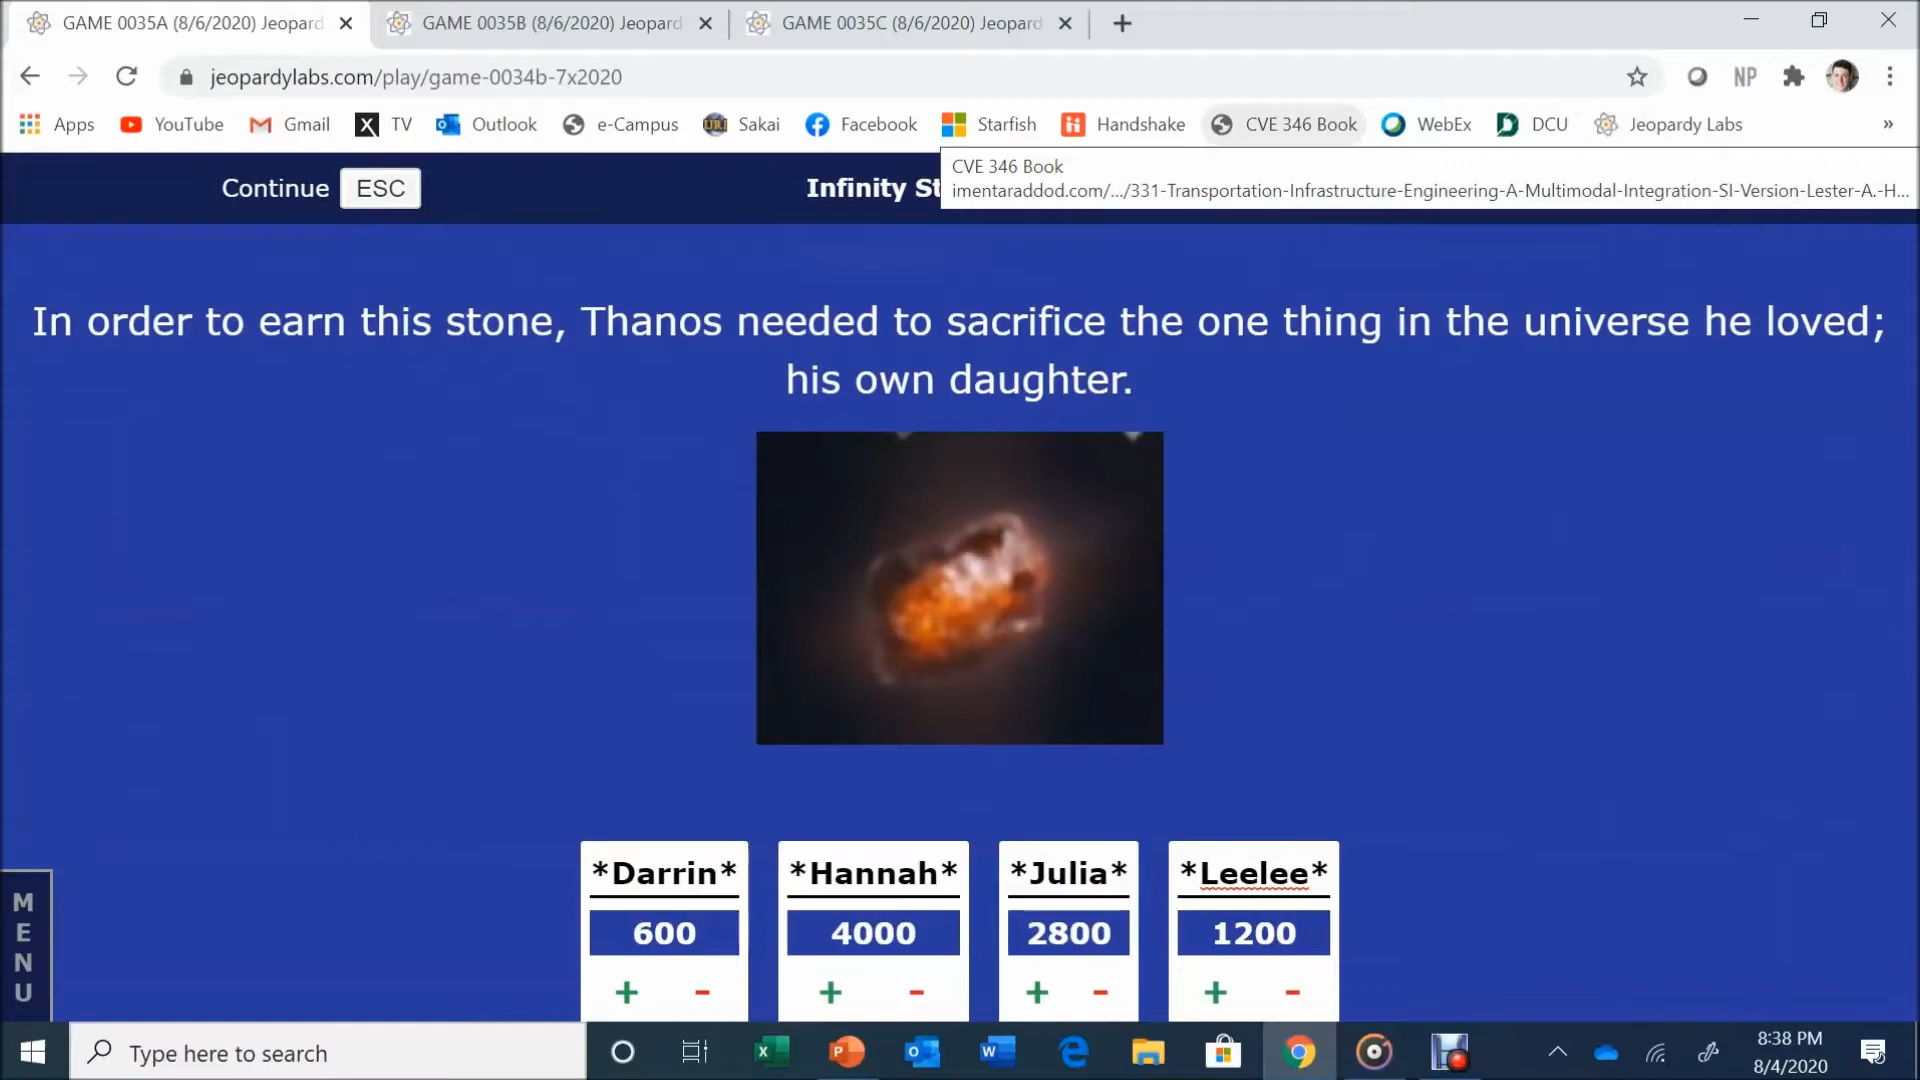 GAME 0035A (8/6/2020) Jeopard
GAME 0035B (8/6/2020) Jeopard
GAME 0035C (8/6/2020) Jeopard
jeopardylabs.com/play/game-0034b-7x2020
NP
Apps
YouTube
Gmail
X
TV
Outlook
e-Campus
Sakai
Facebook
Starfish
Handshake
CVE 346 Book
WebEx
DCU
Jeopardy Labs
»
CVE 346 Book
imentaraddod.com/.../331-Transportation-Infrastructure-Engineering-A-Multimodal-Integration-SI-Version-Lester-A.-H...
Continue ESC
Infinity St
In order to earn this stone, Thanos needed to sacrifice the one thing in the universe he loved;
his own daughter.
*Darrin*
600
+ -
*Hannah*
4000
+ -
*Julia*
2800
+ -
*Leelee*
1200
+ -
MENU
Type here to search
8:38 PM
8/4/2020